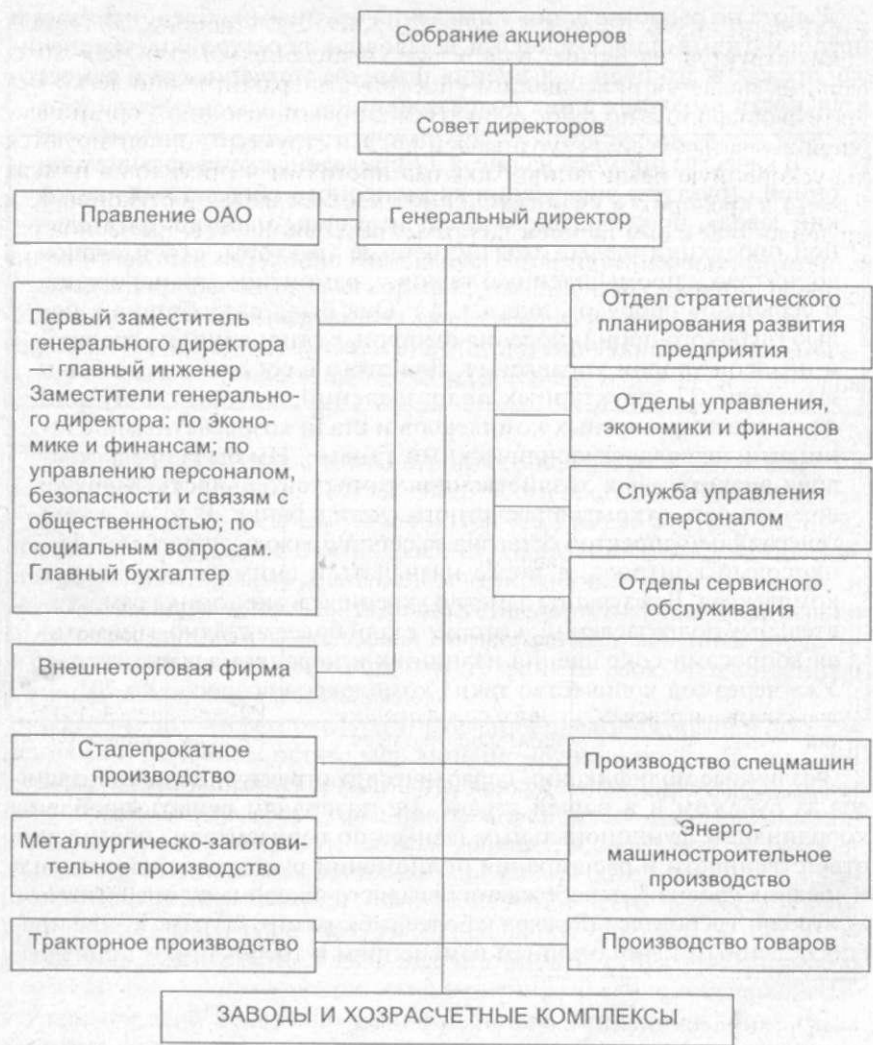 Собрание акционеров
Совет директоров
Правление ОАО
Генеральный директор
Первый заместитель
генерального директора
– главный инженер
Заместители генерально-
го директора: по эконо-
мике и финансам; по
управлению персоналом,
безопасности и связям с
общественностью; по
социальным вопросам.
Главный бухгалтер
Отдел стратегического
планирования развития
предприятия
Отделы управления,
экономики и финансов
Служба управления
персоналом
Отделы сервисного
обслуживания
Внешнеторговая фирма
Сталепрокатное
производство
Производство спецмашин
Металлургическо-заготови-
тельное производство
Энерго-
машиностроительное
производство
Тракторное производство
Производство товаров
ЗАВОДЫ И ХОЗРАСЧЕТНЫЕ КОМПЛЕКСЫ